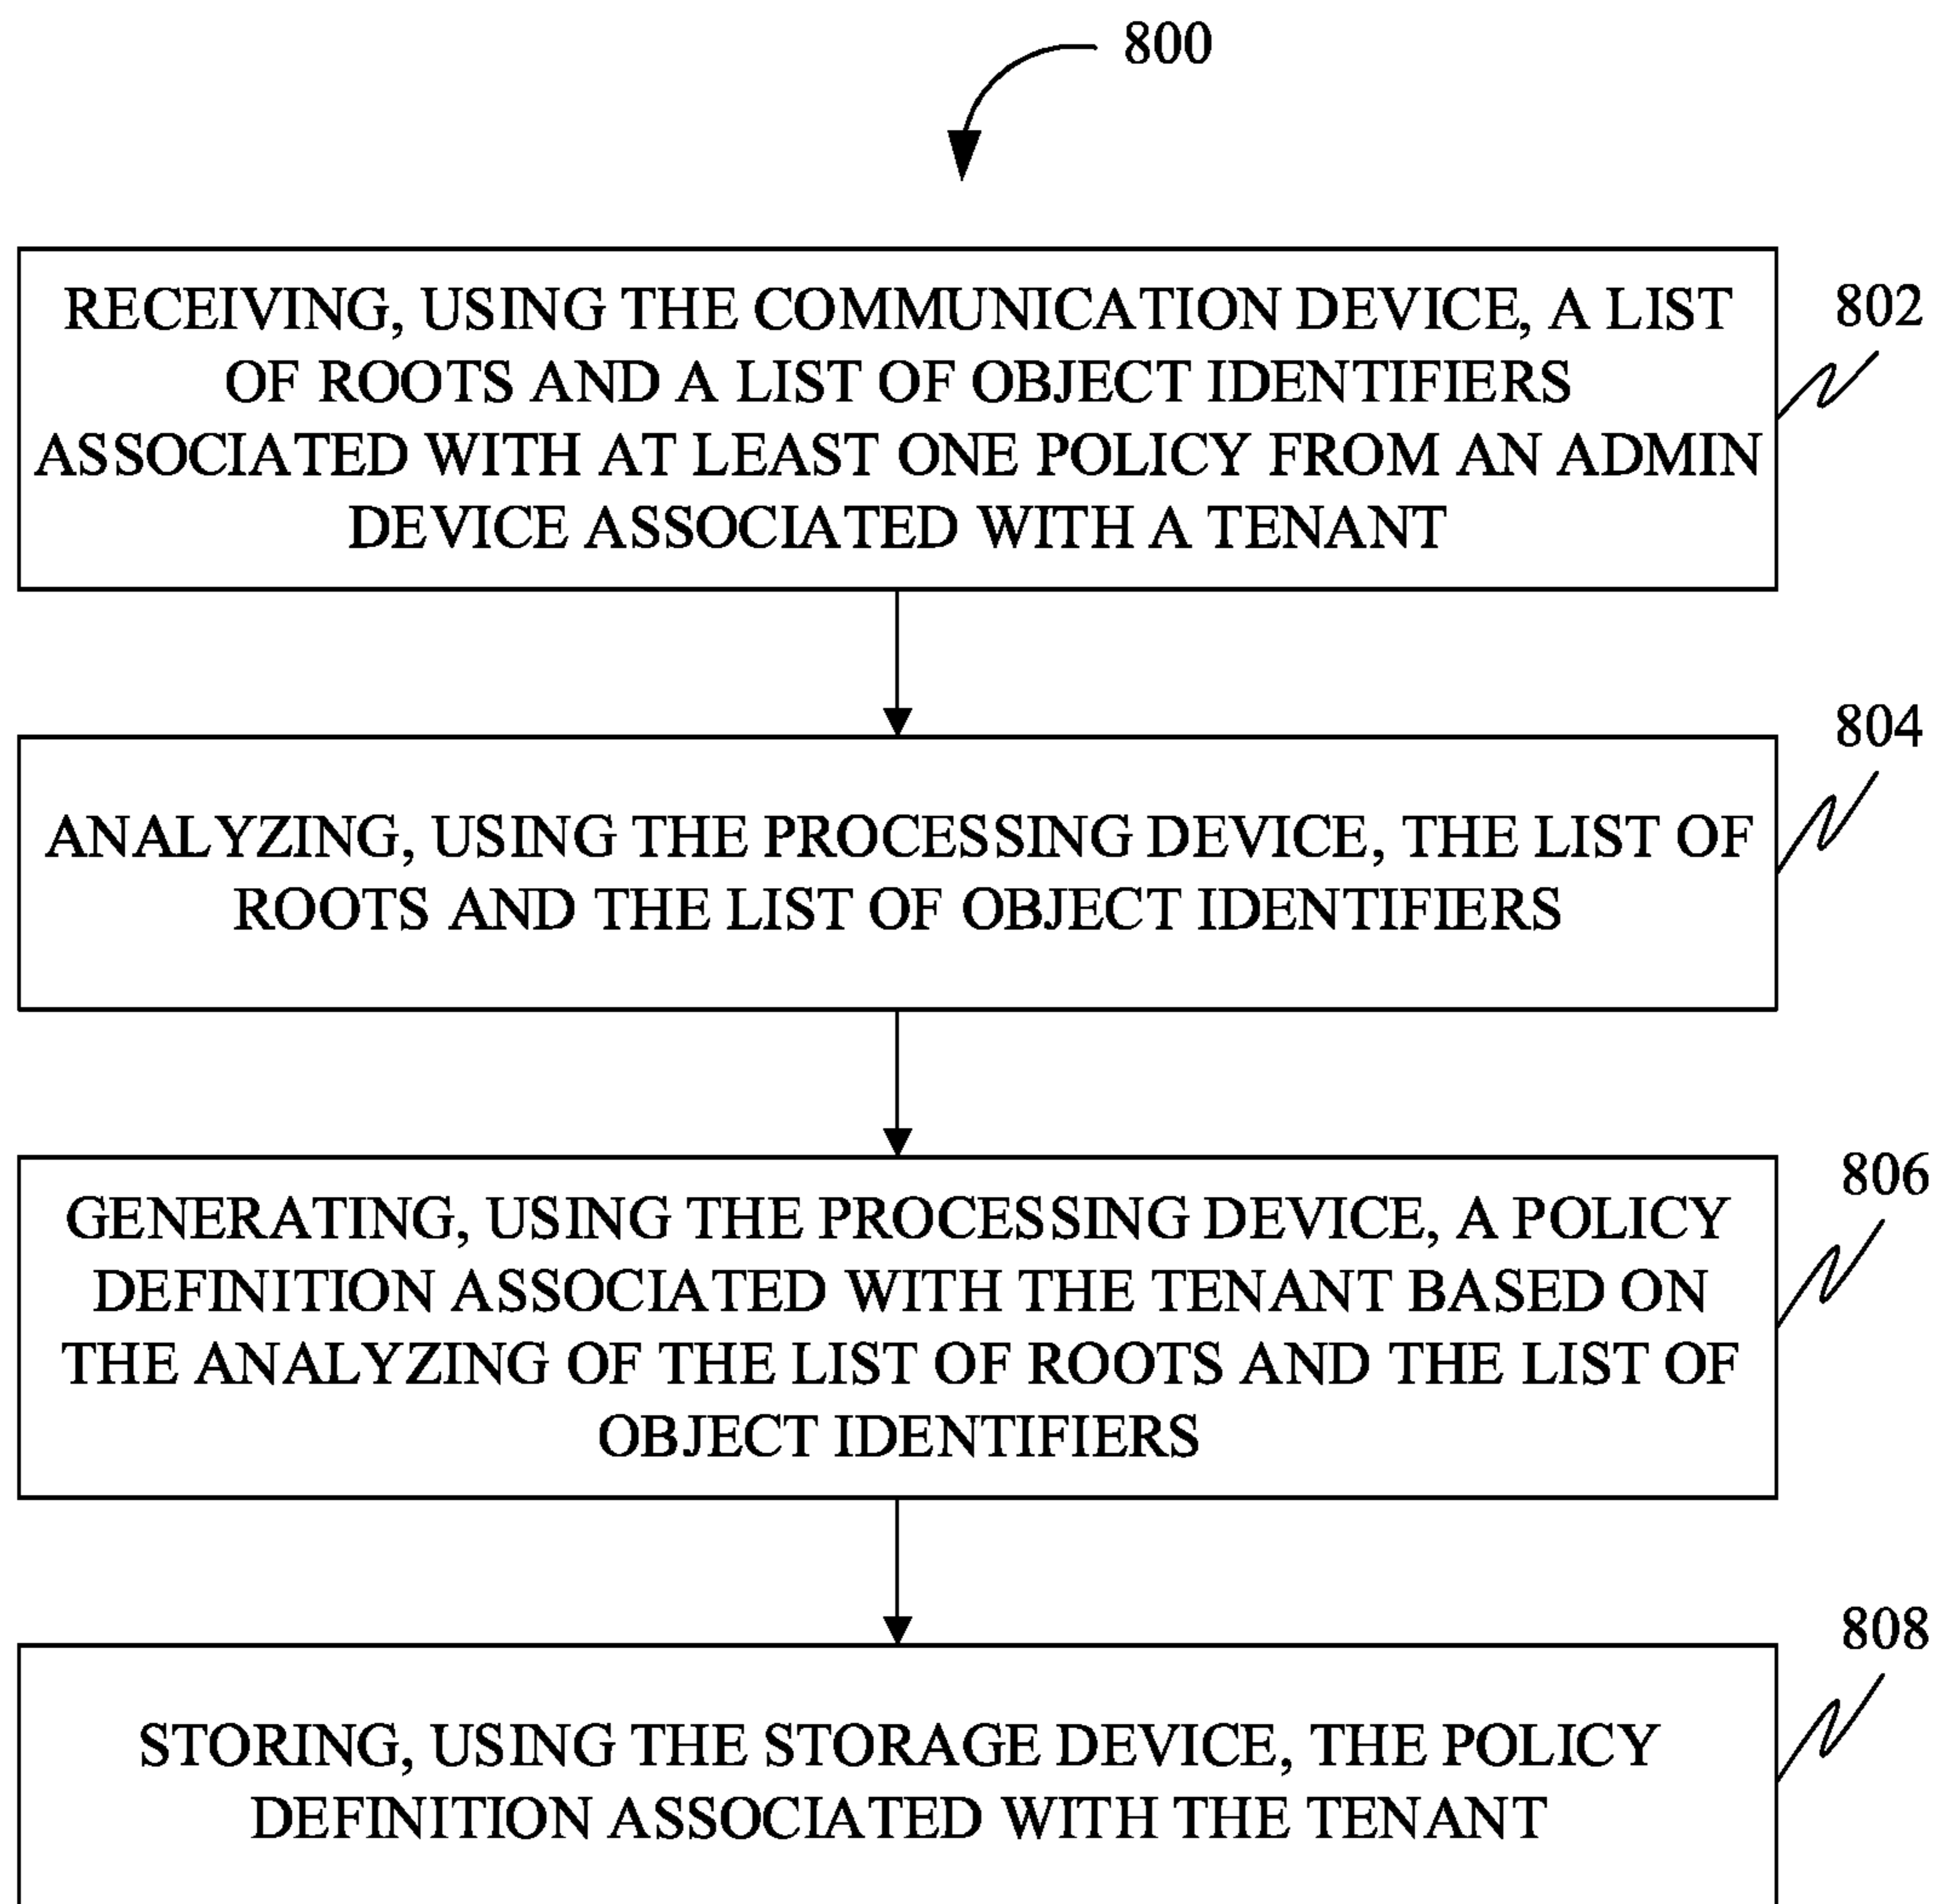 800
RECEIVING, USING THE COMMUNICATION DEVICE, A LIST
OF ROOTS AND A LIST OF OBJECT IDENTIFIERS
ASSOCIATED WITH AT LEAST ONE POLICY FROM AN ADMIN
DEVICE ASSOCIATED WITH A TENANT
802
ANALYZING, USING THE PROCESSING DEVICE, THE LIST OF
ROOTS AND THE LIST OF OBJECT IDENTIFIERS
804
GENERATING, USING THE PROCESSING DEVICE, A POLICY
DEFINITION ASSOCIATED WITH THE TENANT BASED ON
THE ANALYZING OF THE LIST OF ROOTS AND THE LIST OF
OBJECT IDENTIFIERS
806
STORING, USING THE STORAGE DEVICE, THE POLICY
DEFINITION ASSOCIATED WITH THE TENANT
808